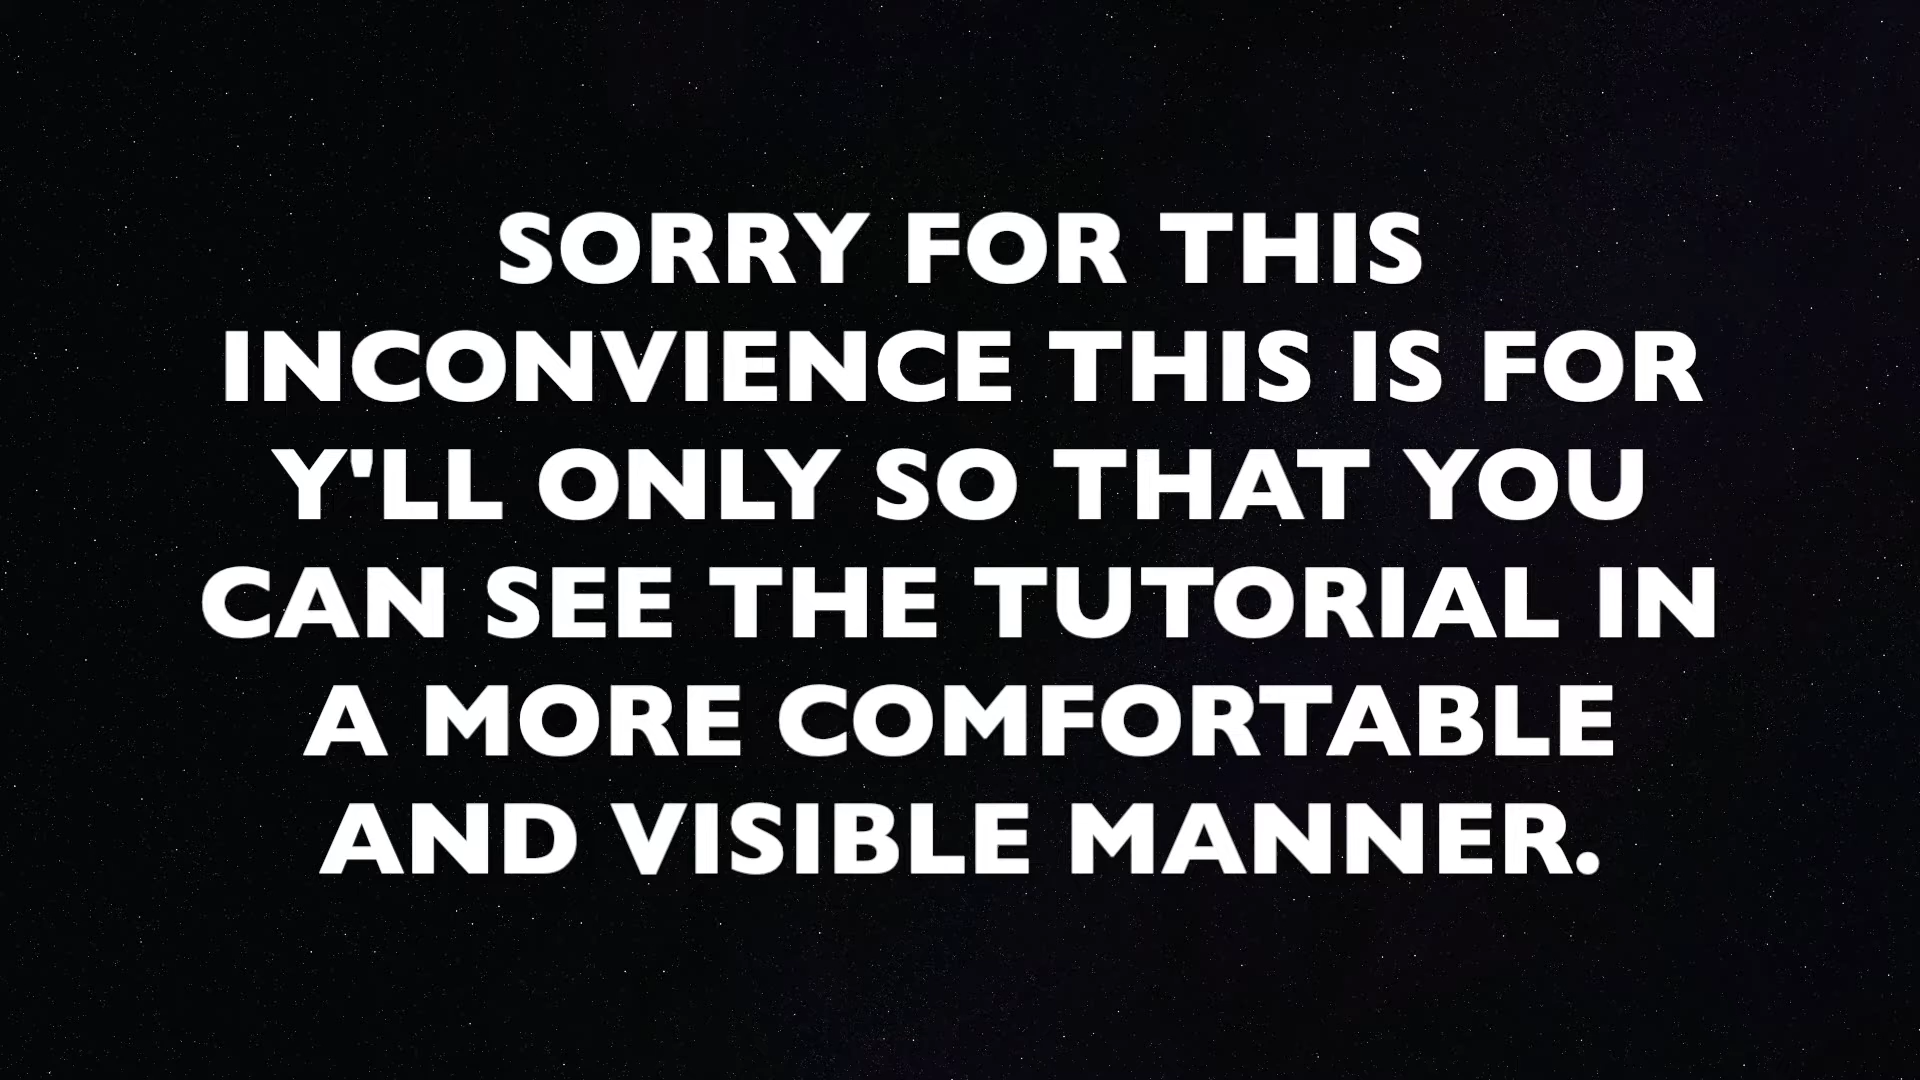 SORRY FOR THIS
INCONVIENCE THIS IS FOR
Y'LL ONLY SO THAT YOU
CAN SEE THE TUTORIAL IN
A MORE COMFORTABLE
AND VISIBLE MANNER.